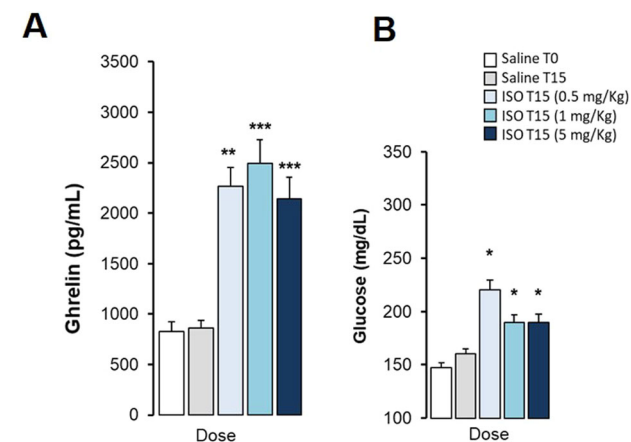 A
3500
3000
2500
2000
1500
1000
500
0
Ghrelin (pg/mL)
**
***
***
Dose
B
Saline T0
Saline T15
ISO T15 (0.5 mg/Kg)
ISO T15 (1 mg/Kg)
ISO T15 (5 mg/Kg)
350
300
250
200
150
100
Glucose (mg/dL)
*
*
*
Dose